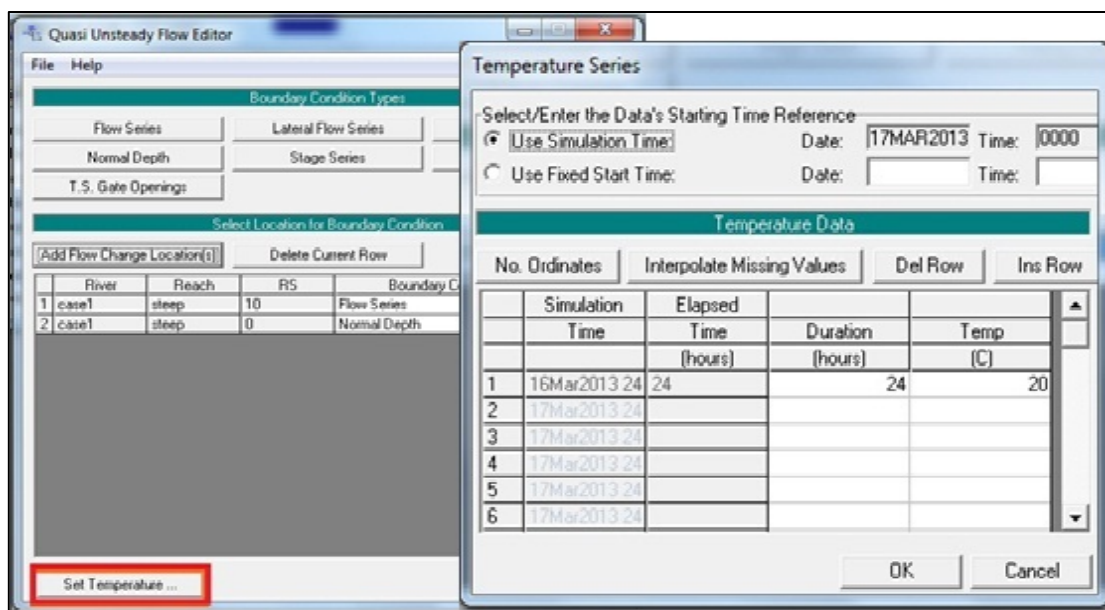 Quasi Unsteady Flow Editor
File Help
Boundary Condition Types
Flow Series Lateral Flow Series
Normal Depth Stage Series
T.S. Gate Openings
Select Location for Boundary Condition
Add Flow Change Location(s) Delete Current Row
River Reach RS Boundary
1 case1 steep 10 Flow Series
2 case1 steep 0 Normal Depth
Set Temperature ...
Temperature Series
Select/Enter the Data's Starting Time Reference
Use Simulation Time: Date: 17MAR2013 Time: 0000
Use Fixed Start Time: Date: Time:
Temperature Data
No. Ordinates Interpolate Missing Values Del Row Ins Row
Simulation Elapsed
Time Time Duration Temp
(hours) (hours) (C)
1 16Mar2013 24 24 24 20
2 17Mar2013 24
3 17Mar2013 24
4 17Mar2013 24
5 17Mar2013 24
6 17Mar2013 24
OK Cancel